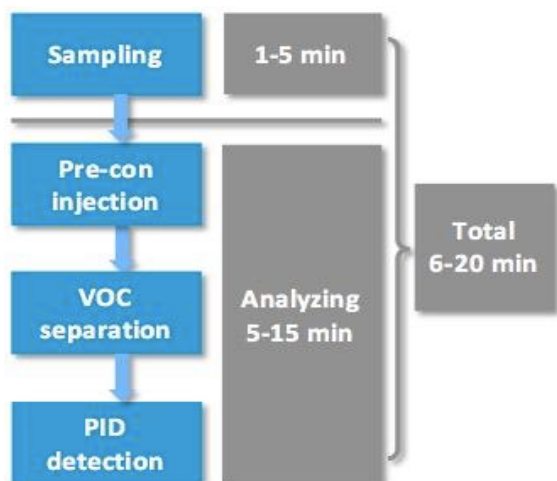 Sampling
1-5 min
Pre-con
injection
VOC
separation
PID
detection
Analyzing
5-15 min
Total
6-20 min